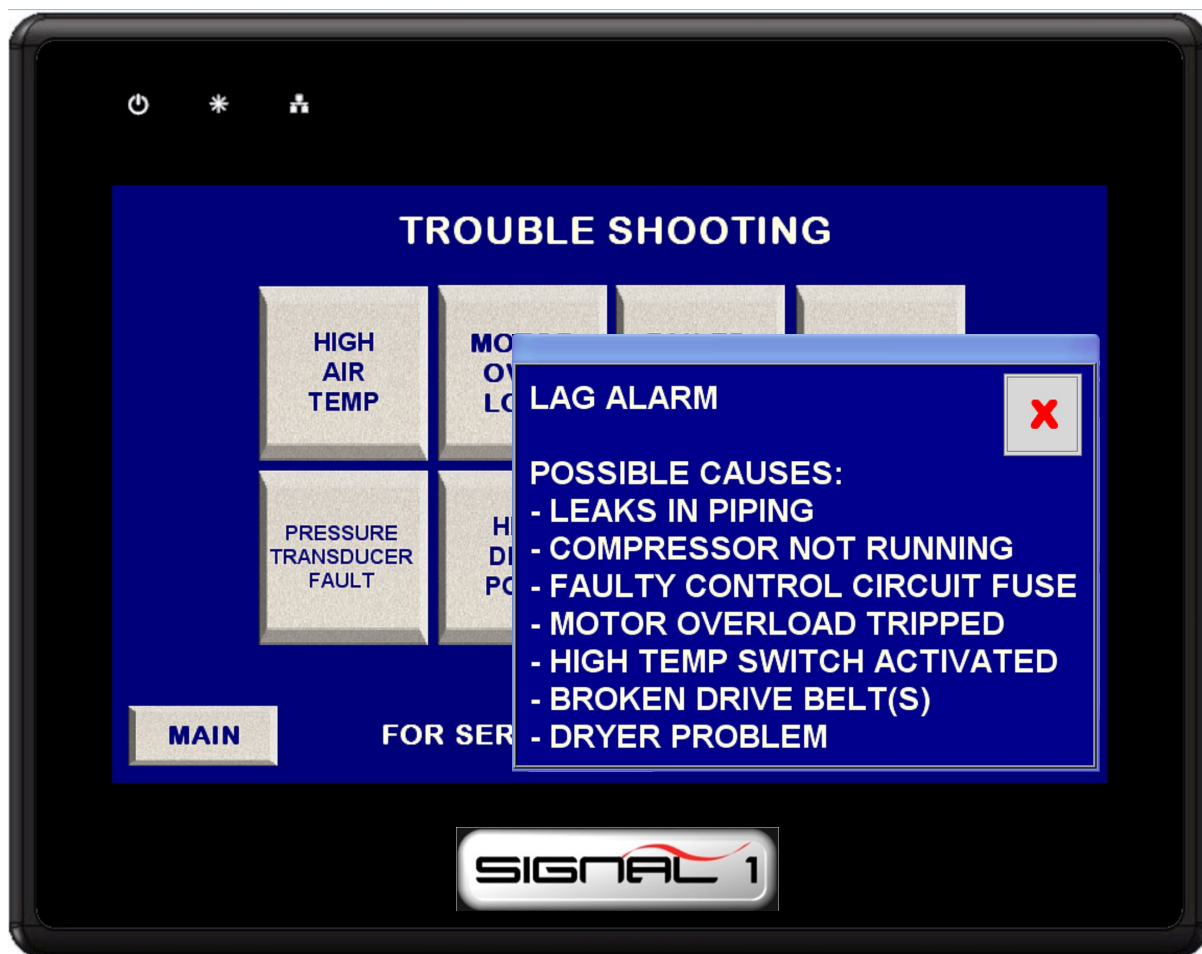 TROUBLE SHOOTING
HIGH
AIR
TEMP
PRESSURE
TRANSDUCER
FAULT
LAG ALARM
POSSIBLE CAUSES:
- LEAKS IN PIPING
- COMPRESSOR NOT RUNNING
- FAULTY CONTROL CIRCUIT FUSE
- MOTOR OVERLOAD TRIPPED
- HIGH TEMP SWITCH ACTIVATED
- BROKEN DRIVE BELT(S)
- DRYER PROBLEM
MAIN
FOR
SIGNAL 1